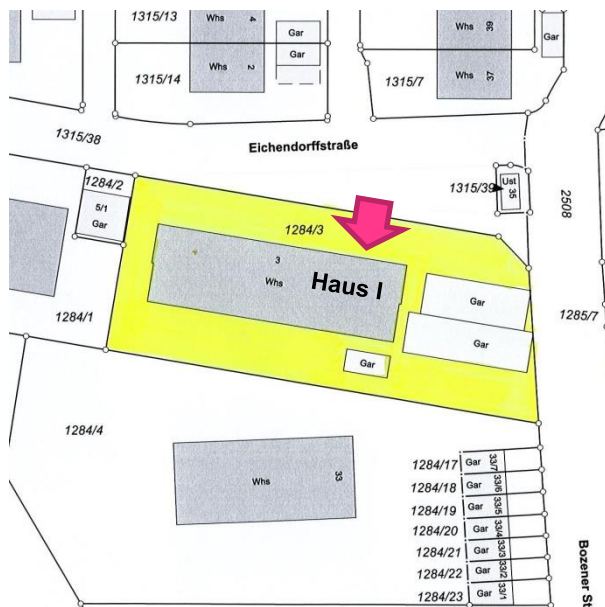 1315/13
Whs
4
Gar
Gar
1315/14
Whs
2
Whs
39
Gar
1315/7
Whs
37
1315/38
Eichendorffstraße
1284/2
5/1
Gar
1315/39
Ust
35
2508
1284/3
3
Whs
Haus I
Gar
Gar
Gar
1284/1
1285/7
1284/4
Whs
33
1284/17 Gar 33/7
1284/18 Gar 33/6
1284/19 Gar 33/5
1284/20 Gar 33/4
1284/21 Gar 33/3
1284/22 Gar 33/2
1284/23 Gar 33/1
Bozener St